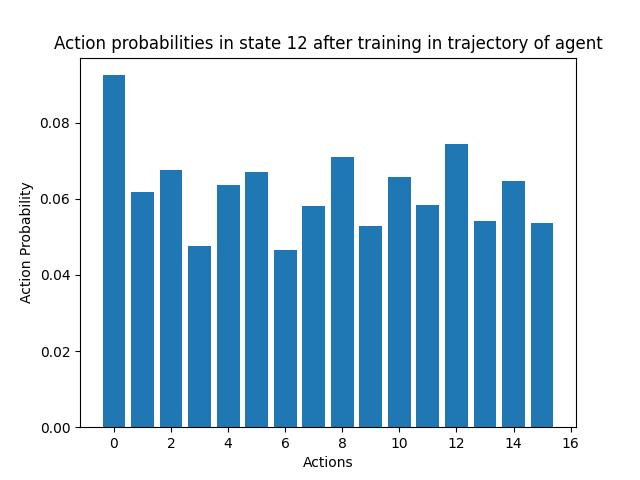 Action probabilities in state 12 after training in trajectory of agent
0.08
0.06
0.04
0.02
0.00
Action Probability
0 2 4 6 8 10 12 14 16
Actions